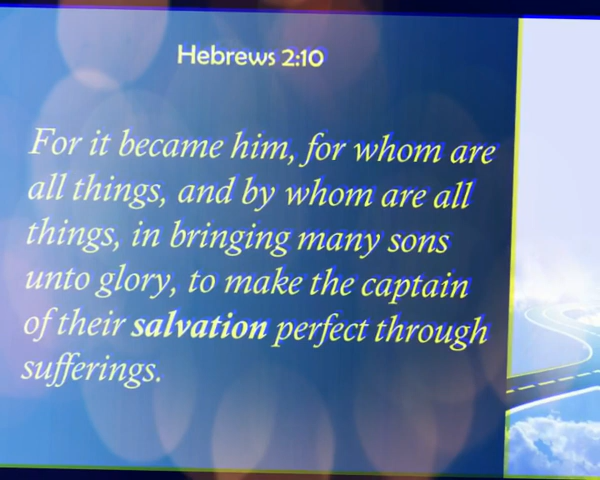 Hebrews 2:10
For it became him, for whom are
all things, and by whom are all
things, in bringing many sons
unto glory, to make the captain
of their salvation perfect through
sufferings.